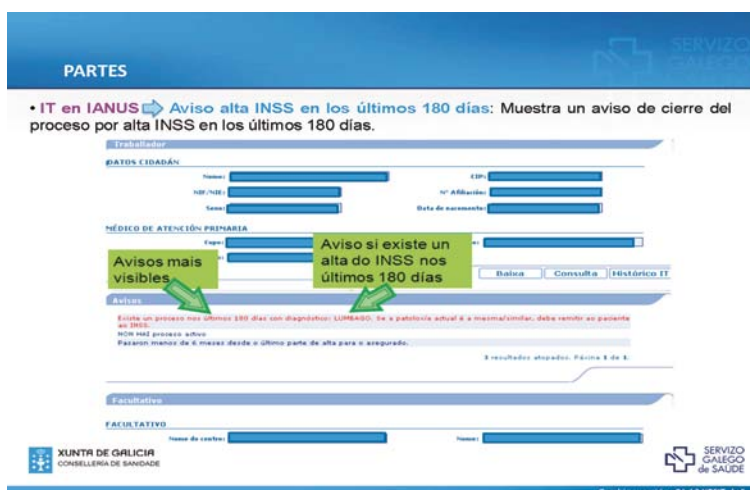 SERVIZO
GALEGO
PARTES
• IT en IANUS Aviso alta INSS en los últimos 180 días: Muestra un aviso de cierre del
proceso por alta INSS en los últimos 180 días.
Traballador
DATOS CIDADÁN
Nome:
CIP:
NIF/NIE:
Nº Afiliación:
Sexo:
Data de nacemento:
MÉDICO DE ATENCIÓN PRIMARIA
Avisos mais
visibles
Aviso si existe un
alta do INSS nos
últimos 180 días
Baixa
Consulta
Histórico IT
Avisos
Existe un proceso nos últimos 180 días con diagnóstico: LUMBAGO. Se a patoloxía actual é a mesma/similar, debe remitir ao paciente
ao INSS.
NON HAI proceso activo
Pasaron menos de 6 meses desde o último parte de alta para o asegurado.
3 resultados atopados. Páxina 1 de 1.
Facultativo
FACULTATIVO
Nome do centro:
Nome:
XUNTA DE GALICIA
CONSELLERÍA DE SANIDADE
SERVIZO
GALEGO
de SAÚDE